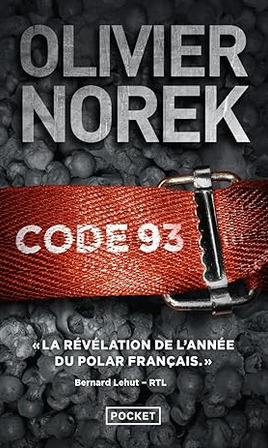 OLIVIER
NOREK
CODE 93
« LA RÉVÉLATION DE L'ANNÉE
DU POLAR FRANÇAIS. »
Bernard Lehut – RTL
POCKET